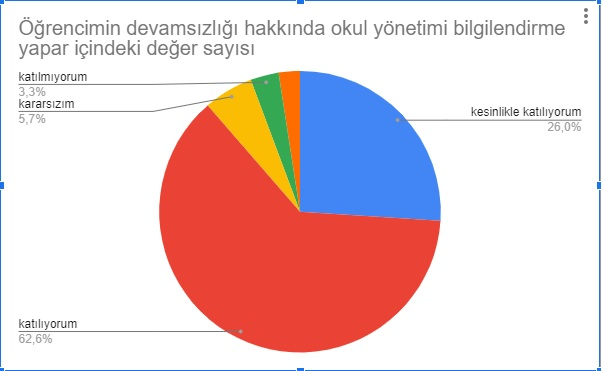 Öğrencimin devamsızlığı hakkında okul yönetimi bilgilendirme
yapar içindeki değer sayısı
katılmıyorum
3,3%
kararsızım
5,7%
kesinlikle katılıyorum
26,0%
katılıyorum
62,6%